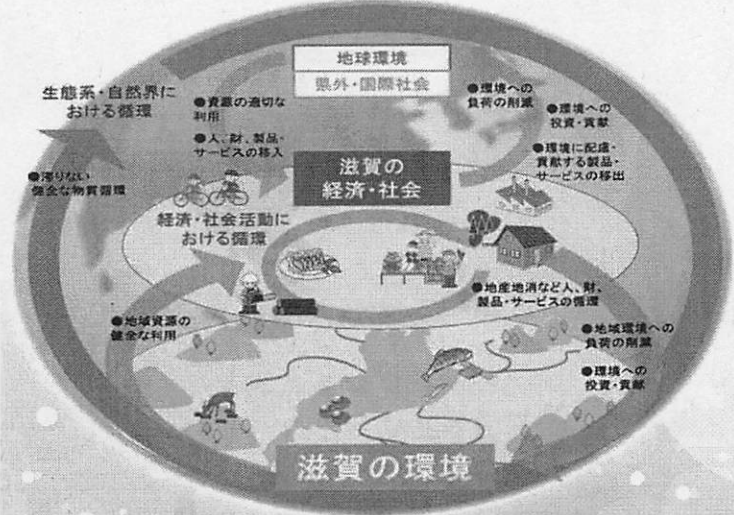 地球環境
県外・国際社会
生態系・自然界に
おける循環
●資源の適切な
利用
●人、財、製品・
サービスの移入
●環境への
負荷の削減
●環境への
投資・貢献
●環境に配慮・
貢献する製品・
サービスの移出
●滞りない
健全な物質循環
滋賀の
経済・社会
経済・社会活動に
おける循環
●地産地消など人、財、
製品・サービスの循環
●地域資源の
健全な利用
●地域環境への
負荷の削減
●環境への
投資・貢献
滋賀の環境